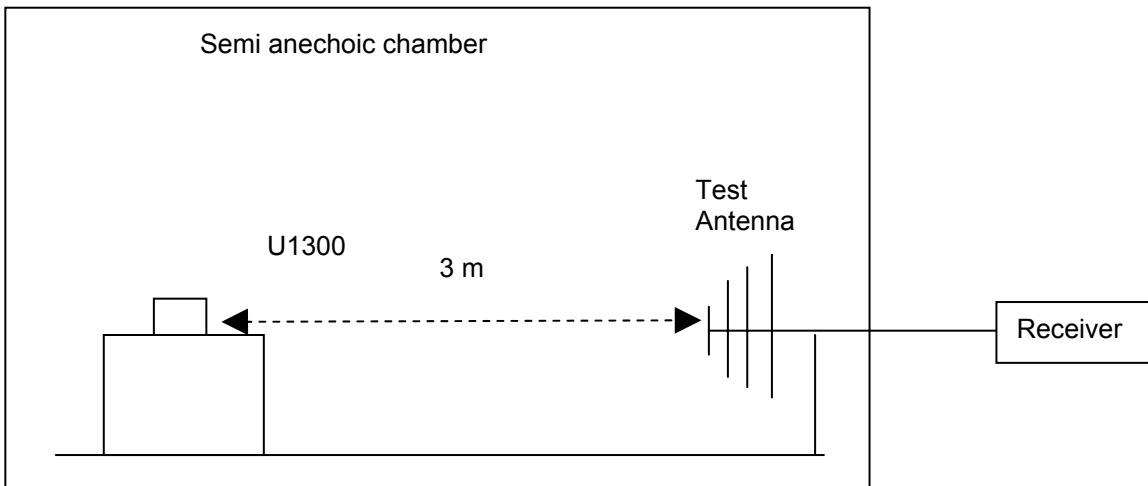 Semi anechoic chamber
Test
Antenna
U1300
3 m
Receiver